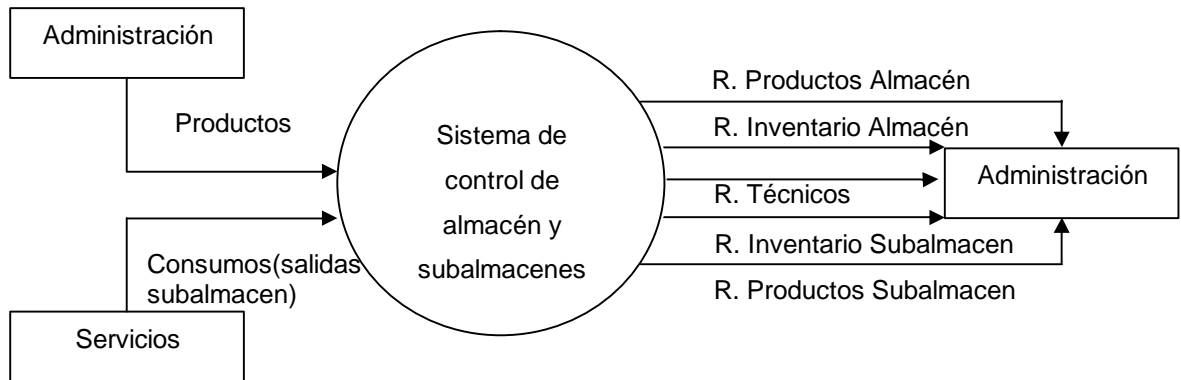 Administración
Productos
Consumos(salidas
subalmacen)
Servicios
Sistema de
control de
almacén y
subalmacenes
R. Productos Almacén
R. Inventario Almacén
R. Técnicos
R. Inventario Subalmacen
R. Productos Subalmacen
Administración